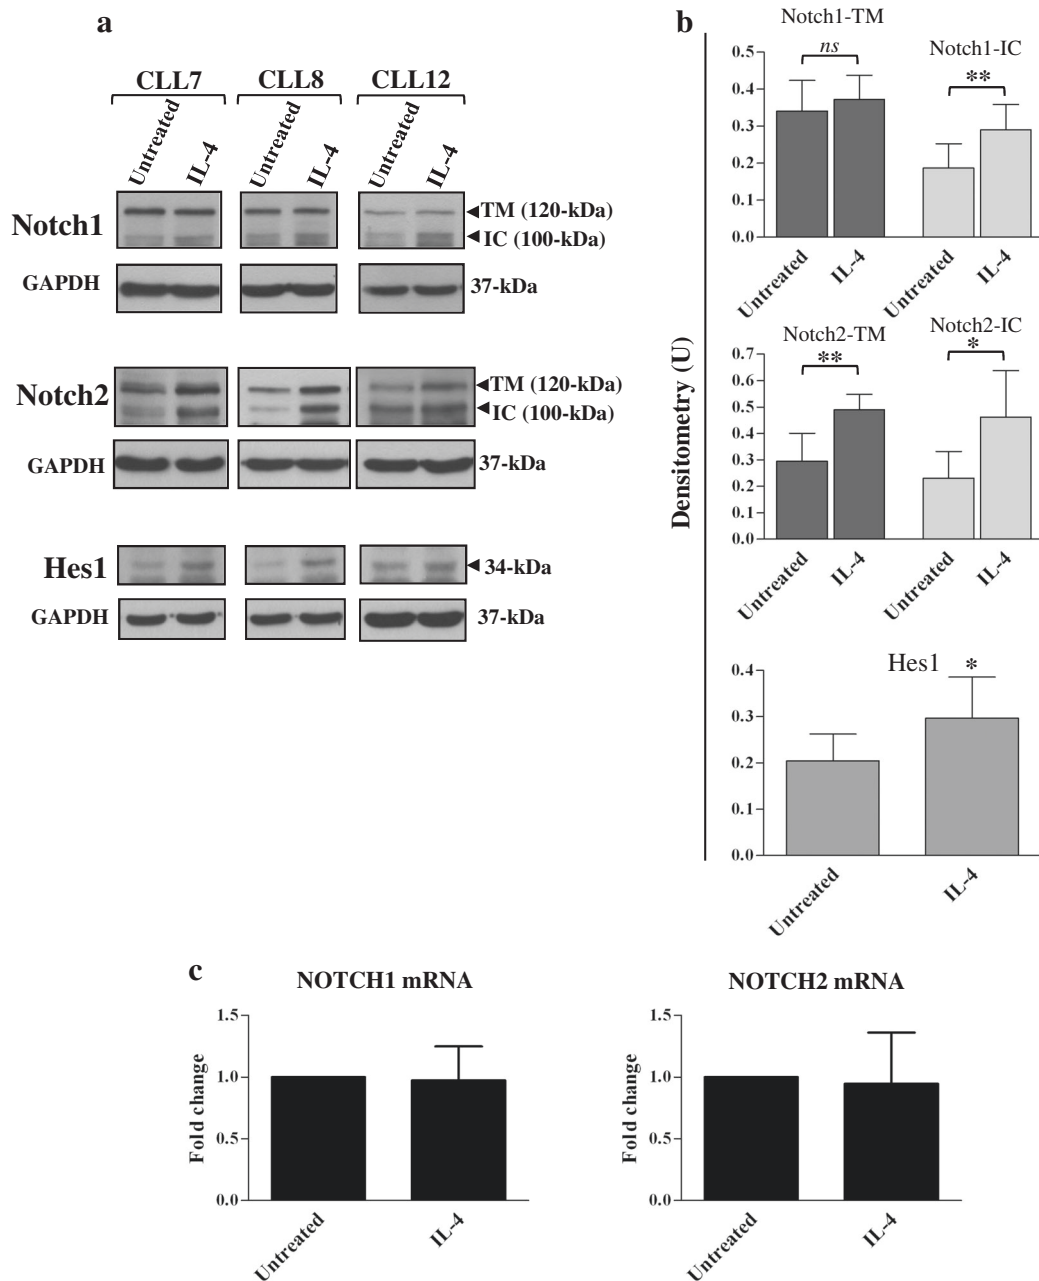 a
CLL7 CLL8 CLL12
Untreated IL-4 Untreated IL-4 Untreated IL-4
Notch1
TM (120-kDa)
IC (100-kDa)
GAPDH 37-kDa
Notch2
TM (120-kDa)
IC (100-kDa)
GAPDH 37-kDa
Hes1 34-kDa
GAPDH 37-kDa
b
Densitometry (U)
Notch1-TM
Notch1-IC
0.5
0.4
0.3
0.2
0.1
0.0
ns
**
Untreated IL-4 Untreated IL-4
Notch2-TM
Notch2-IC
0.7
0.6
0.5
0.4
0.3
0.2
0.1
0.0
**
*
Untreated IL-4 Untreated IL-4
Hes1
*
0.4
0.3
0.2
0.1
0.0
Untreated IL-4
c
NOTCH1 mRNA
Fold change
1.5
1.0
0.5
0.0
Untreated IL-4
NOTCH2 mRNA
Fold change
1.5
1.0
0.5
0.0
Untreated IL-4